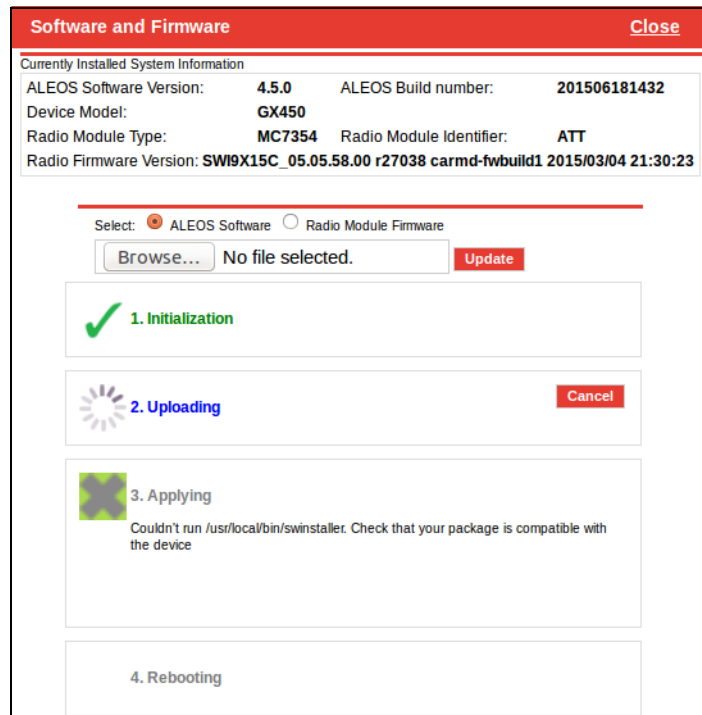 Software and Firmware Close
Currently Installed System Information
ALEOS Software Version: 4.5.0 ALEOS Build number: 201506181432
Device Model: GX450
Radio Module Type: MC7354 Radio Module Identifier: ATT
Radio Firmware Version: SWI9X15C_05.05.58.00 r27038 carmd-fwbuild1 2015/03/04 21:30:23
Select: ALEOS Software Radio Module Firmware
Browse... No file selected. Update
1. Initialization
2. Uploading Cancel
3. Applying
Couldn't run /usr/local/bin/swinstaller. Check that your package is compatible with
the device
4. Rebooting